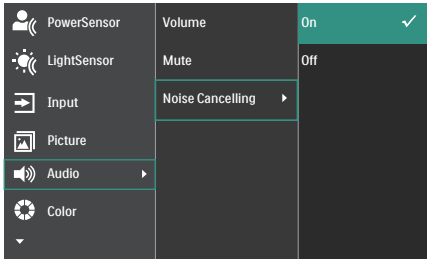 PowerSensor
LightSensor
Input
Picture
Audio
Color
Volume
Mute
Noise Cancelling
On
Off